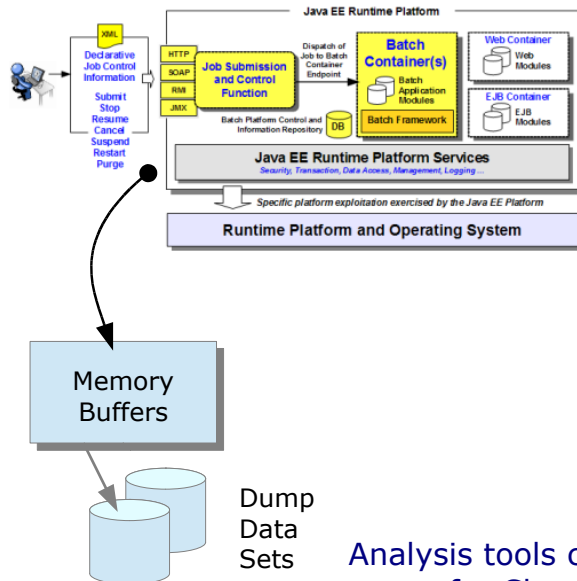 Java EE Runtime Platform
XML
Declarative
Job Control
Information
Submit
Stop
Resume
Cancel
Suspend
Restart
Purge
HTTP
SOAP
RMI
JMX
Job Submission
and Control
Function
Dispatch of
Job to Batch
Container
Endpoint
Batch Platform Control and
Information Repository
DB
Batch
Container(s)
Batch
Application
Modules
Batch Framework
Web Container
Web
Modules
EJB Container
EJB
Modules
Java EE Runtime Platform Services
Security, Transaction, Data Access, Management, Logging ...
Specific platform exploitation exercised by the Java EE Platform
Runtime Platform and Operating System
Memory
Buffers
Dump
Data
Sets
Analysis tools